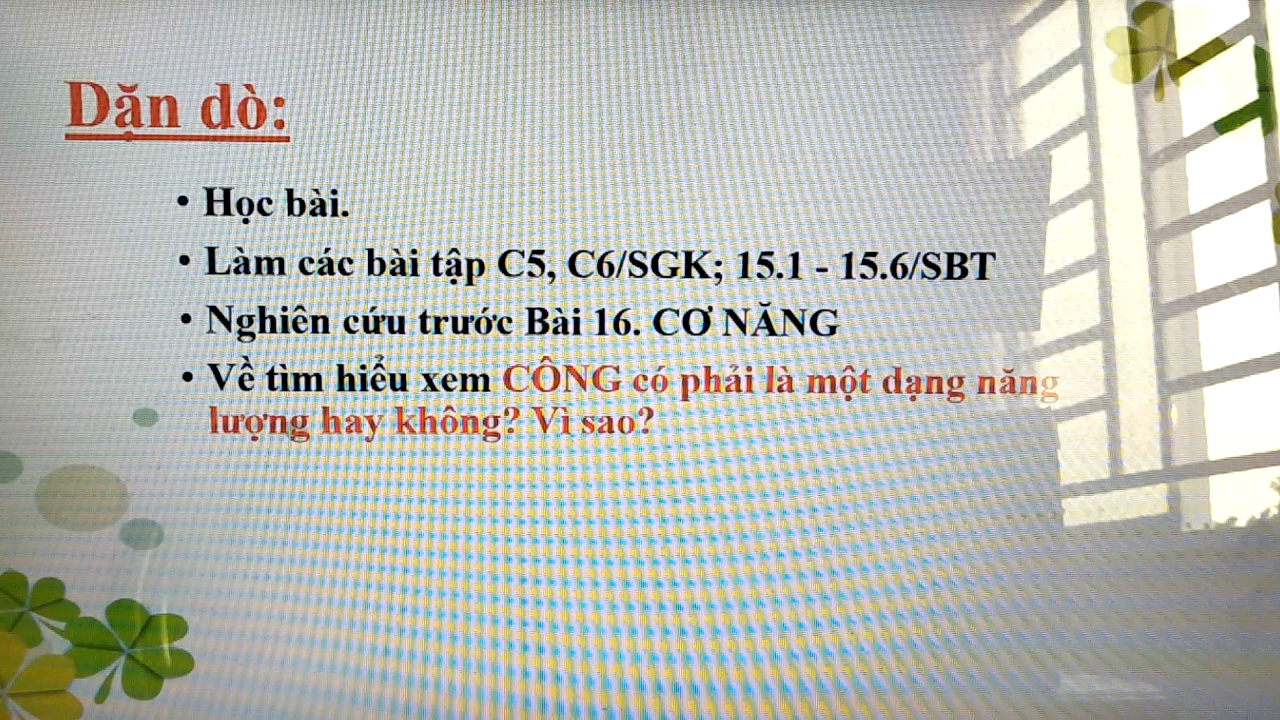 Dặn dò:
• Học bài.
• Làm các bài tập C5, C6/SGK; 15.1 - 15.6/SBT
• Nghiên cứu trước Bài 16. CƠ NĂNG
• Về tìm hiểu xem CÔNG có phải là một dạng năng
lượng hay không? Vì sao?